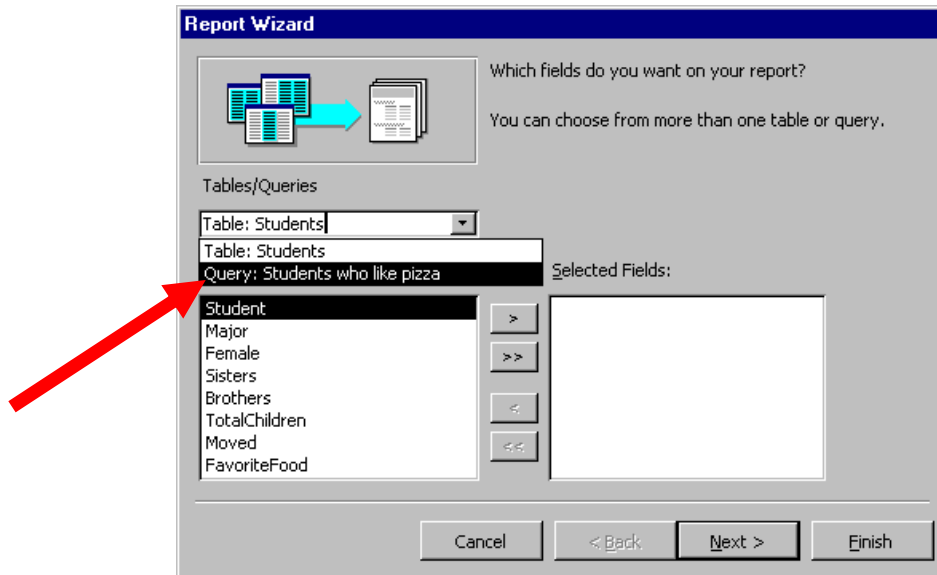 Report Wizard
Which fields do you want on your report?
You can choose from more than one table or query.
Tables/Queries
Table: Students
Table: Students
Query: Students who like pizza
Selected Fields:
Student
Major
Female
Sisters
Brothers
TotalChildren
Moved
FavoriteFood
>
>>
<
<<
Cancel
< Back
Next >
Finish